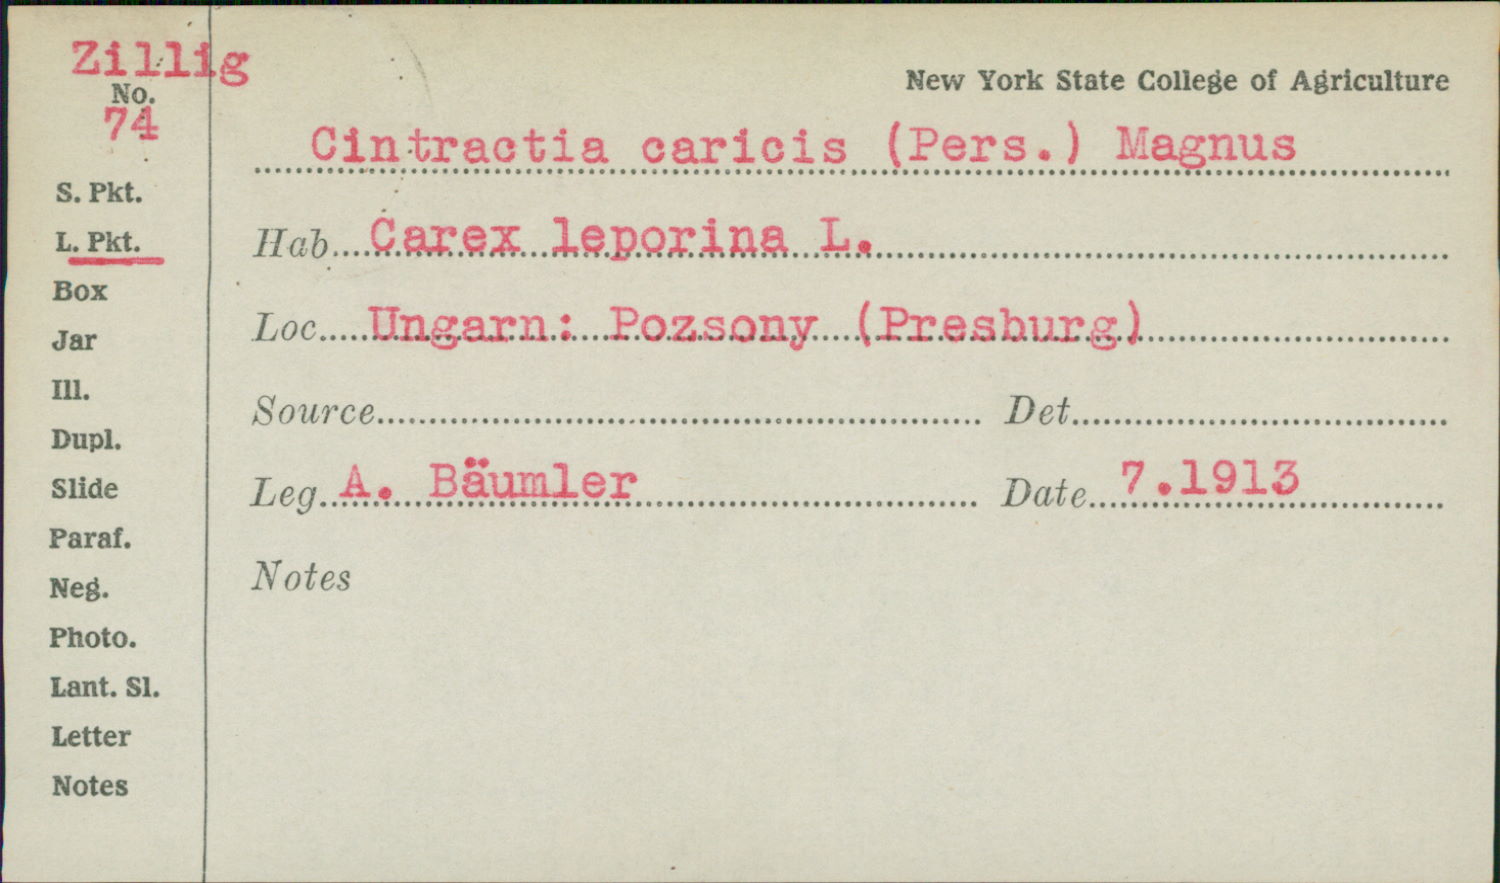 Zillig
No.
74
New York State College of Agriculture
Cintractia caricis (Pers.) Magnus
S. Pkt.
L. Pkt.
Box
Jar
Ill.
Dupl.
Slide
Paraf.
Neg.
Photo.
Lant. Sl.
Letter
Notes
Hab....Carex leporina L.
Loc....Ungarn: Pozsony (Presburg)
Source.... Det....
Leg. A. Bäumler Date 7.1913
Notes